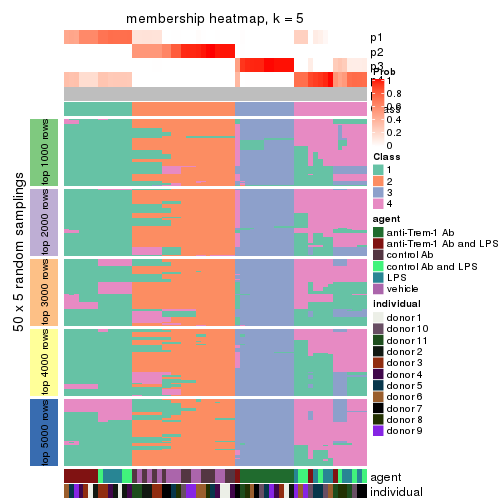 membership heatmap, k = 5
p1
p2
p3
p4
Prob
1
0.8
0.6
0.4
0.2
0
Class
1
2
3
4
agent
anti-Trem-1 Ab
anti-Trem-1 Ab and LPS
control Ab
control Ab and LPS
LPS
vehicle
individual
donor 1
donor 10
donor 11
donor 2
donor 3
donor 4
donor 5
donor 6
donor 7
donor 8
donor 9
50 x 5 random samplings
top 1000 rows
top 2000 rows
top 3000 rows
top 4000 rows
top 5000 rows
agent
individual